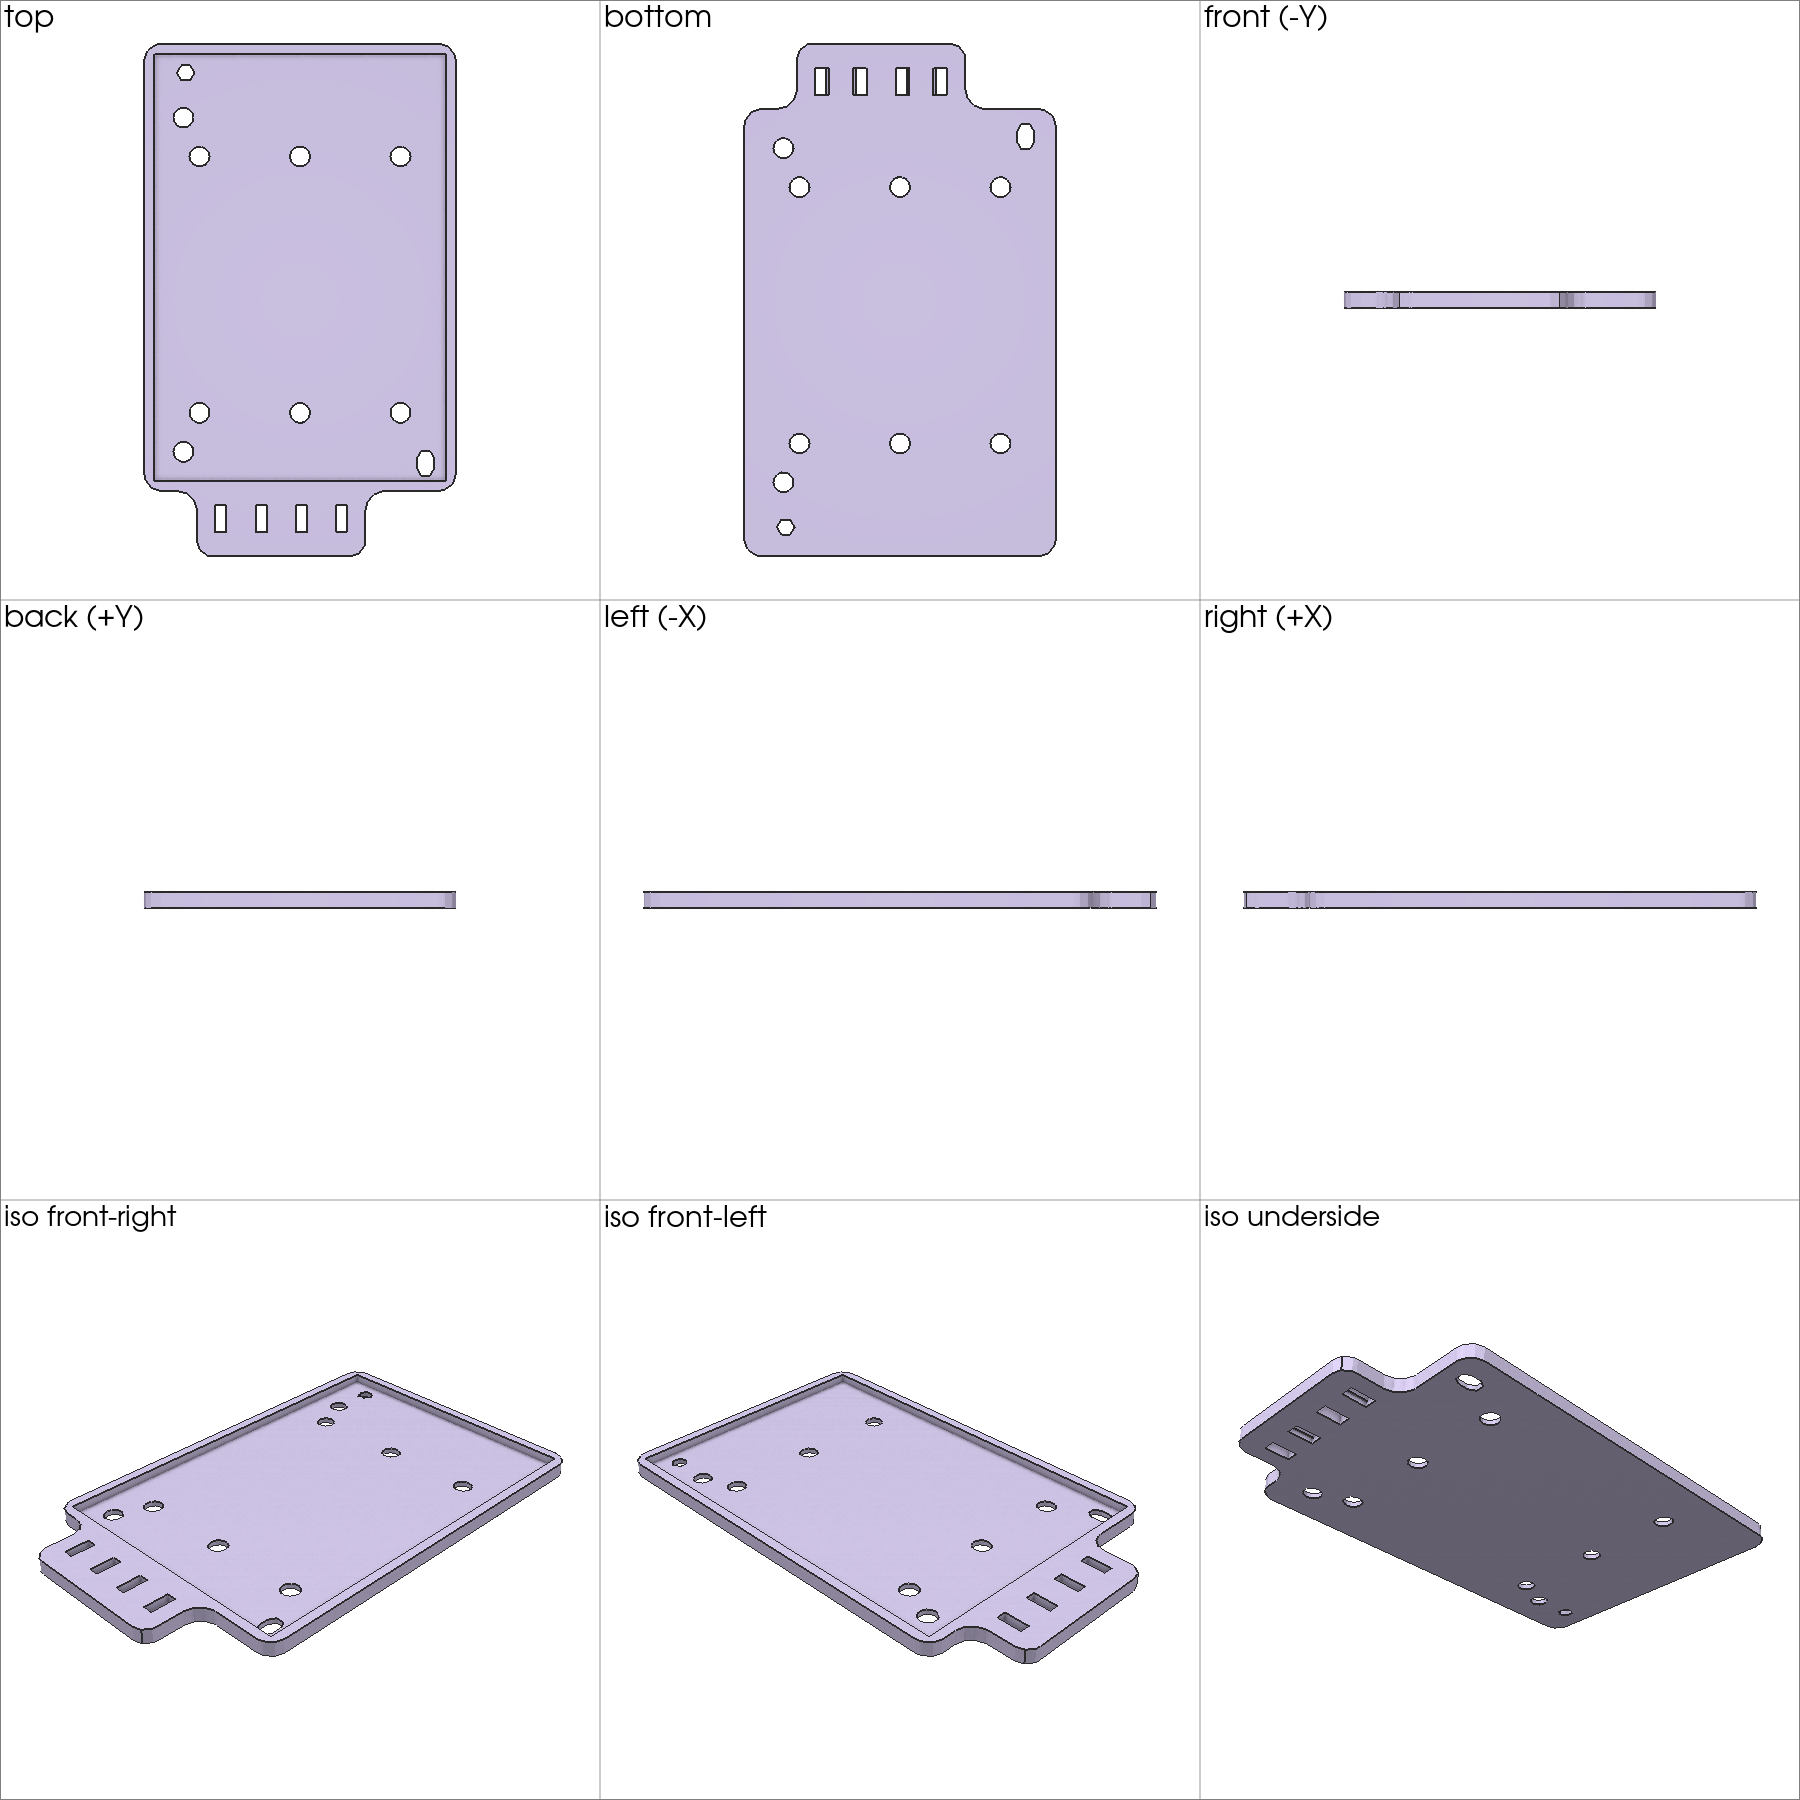 top
bottom
front (-Y)
back (+Y)
left (-X)
right (+X)
iso front-right
iso front-left
iso underside